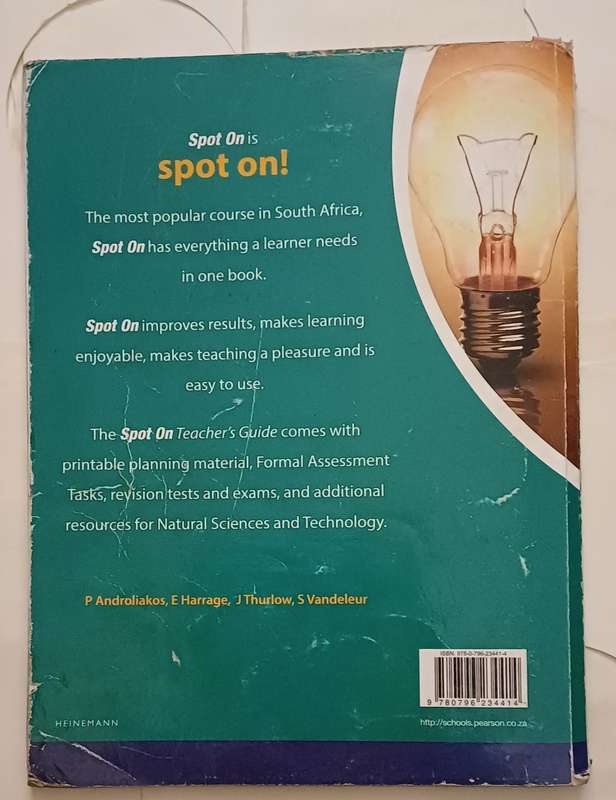 Spot On is
spot on!
The most popular course in South Africa,
Spot On has everything a learner needs
in one book.
Spot On improves results, makes learning
enjoyable, makes teaching a pleasure and is
easy to use.
The Spot On Teacher's Guide comes with
printable planning material, Formal Assessment
Tasks, revision tests and exams, and additional
resources for Natural Sciences and Technology.
P Androliakos, E Harrage, J Thurlow, S Vandeleur
ISBN: 978-0-796-23441-4
9 780796 234414
HEINEMANN
http://schools.pearson.co.za